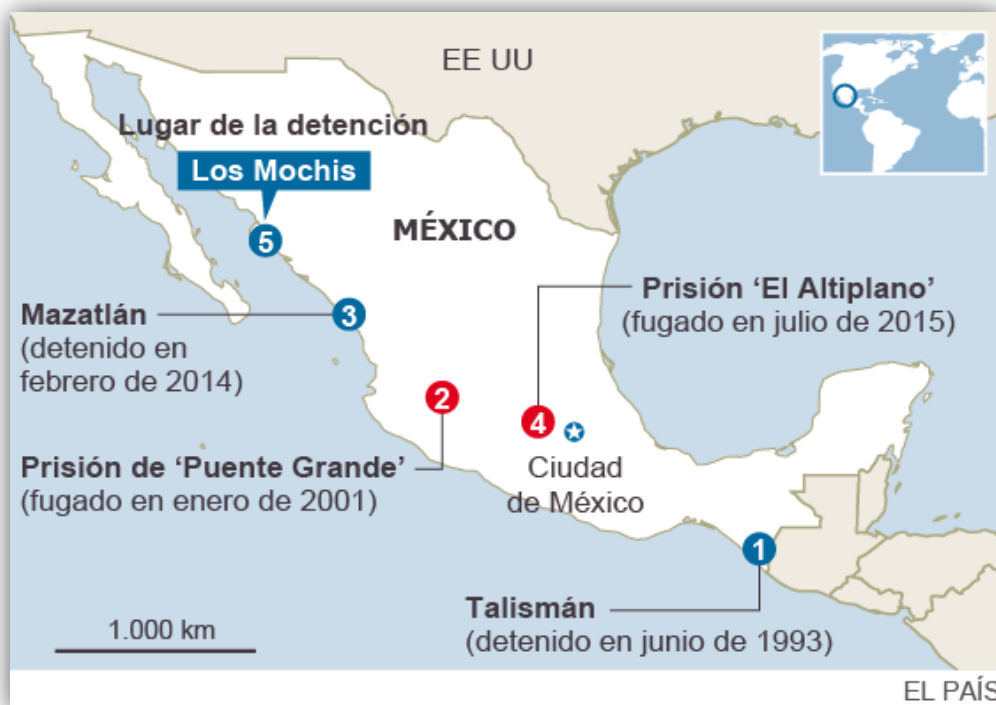 EE UU
Lugar de la detención
Los Mochis
5
MÉXICO
Mazatlán
(detenido en
febrero de 2014)
3
Prisión ‘El Altiplano’
(fugado en julio de 2015)
2
4
Prisión de ‘Puente Grande’
(fugado en enero de 2001)
Ciudad
de México
1
Talismán
(detenido en junio de 1993)
1.000 km
EL PAÍS